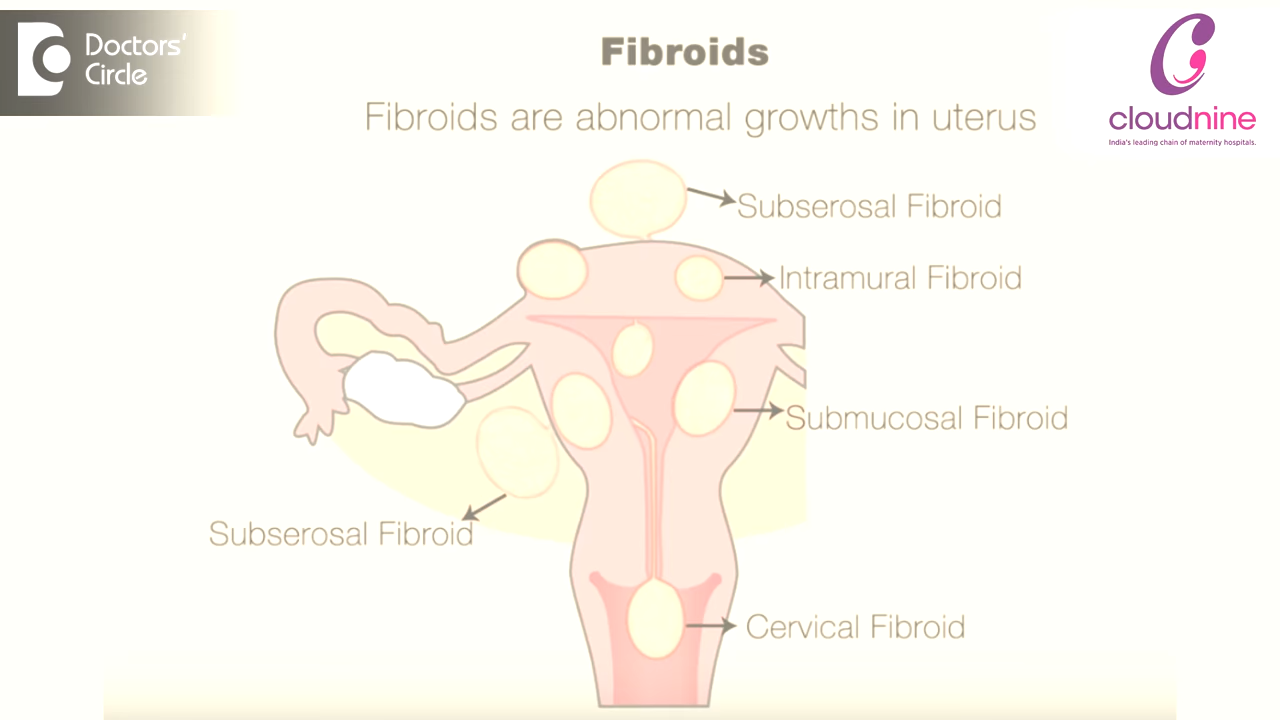 Doctors'
Circle
Fibroids
cloudnine
India's leading chain of maternity hospitals.
Fibroids are abnormal growths in uterus
Subserosal Fibroid
Intramural Fibroid
Submucosal Fibroid
Subserosal Fibroid
Cervical Fibroid